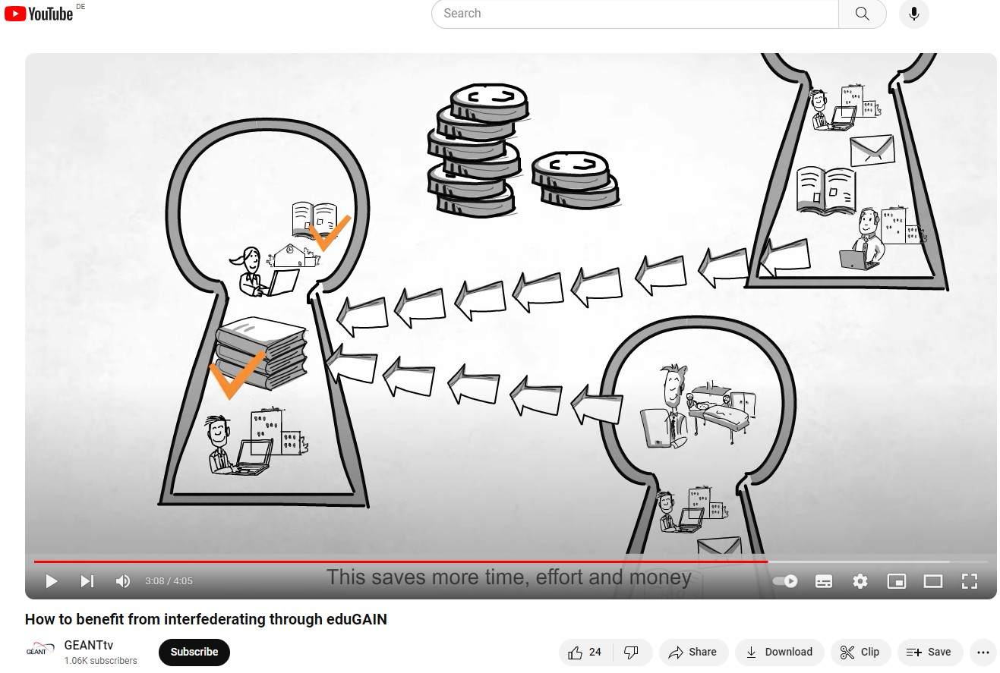 YouTube DE
Search
3:08 / 4:05
This saves more time, effort and money
How to benefit from interfederating through eduGAIN
GÉANT
GEANTtv
1.06K subscribers
Subscribe
24
Share
Download
Clip
Save